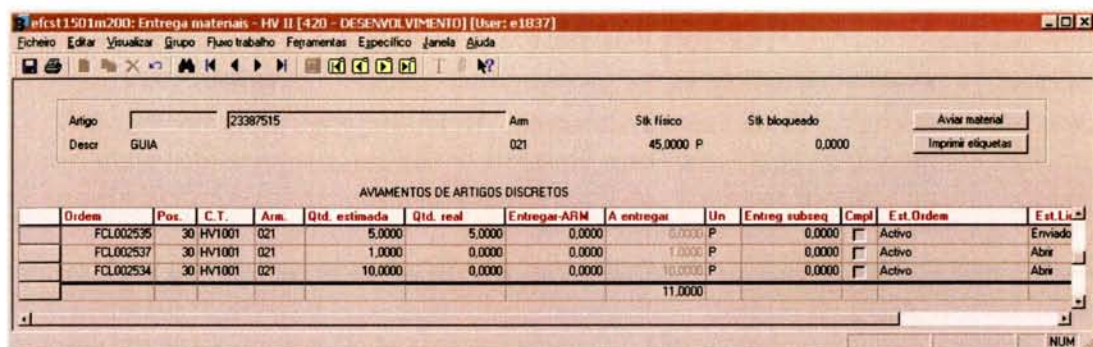 efcst1501m200: Entrega materiais - HV II [420 - DESENVOLVIMENTO] [User: e1837]
Ficheiro Editar Visualizar Grupo Fluxo trabalho Ferramentas Específico Janela Ajuda
Artigo 23387515 Arm Stk físico Stk bloqueado Aviar material
Descr GUIA 021 45,0000 P 0,0000 Imprimir etiquetas
AVIAMENTOS DE ARTIGOS DISCRETOS
Ordem Pos. C.T. Arm. Qtd. estimada Qtd. real Entregar-ARM A entregar Un Entreg subseq Cmpl Est.Ordem Est.Lic
FCL002535 30 HV1001 021 5,0000 5,0000 0,0000 0,0000 P 0,0000 Activo Enviado
FCL002537 30 HV1001 021 1,0000 0,0000 0,0000 1,0000 P 0,0000 Activo Abrir
FCL002534 30 HV1001 021 10,0000 0,0000 0,0000 10,0000 P 0,0000 Activo Abrir
11,0000
NUM